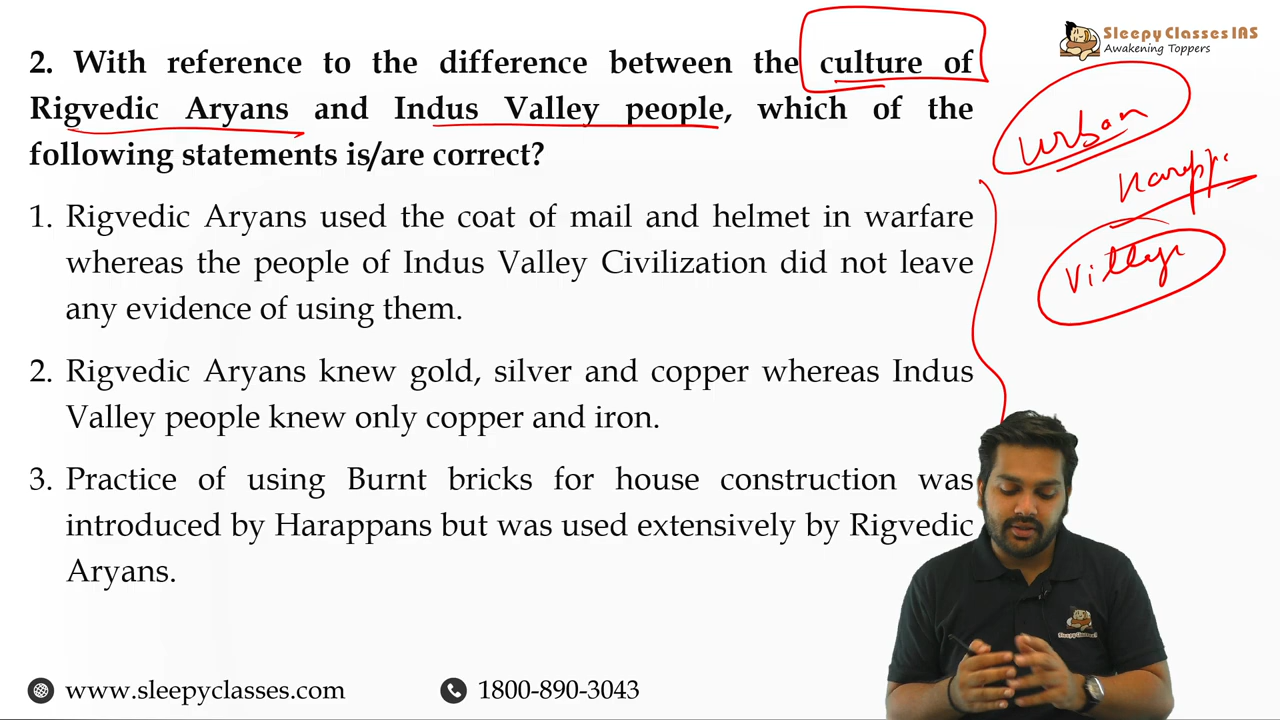 Sleepy Classes IAS
Awakening Toppers
2. With reference to the difference between the culture of
Rigvedic Aryans and Indus Valley people, which of the
following statements is/are correct?
1. Rigvedic Aryans used the coat of mail and helmet in warfare
whereas the people of Indus Valley Civilization did not leave
any evidence of using them.
2. Rigvedic Aryans knew gold, silver and copper whereas Indus
Valley people knew only copper and iron.
3. Practice of using Burnt bricks for house construction was
introduced by Harappans but was used extensively by Rigvedic
Aryans.
Urban
www.sleepyclasses.com
1800-890-3043